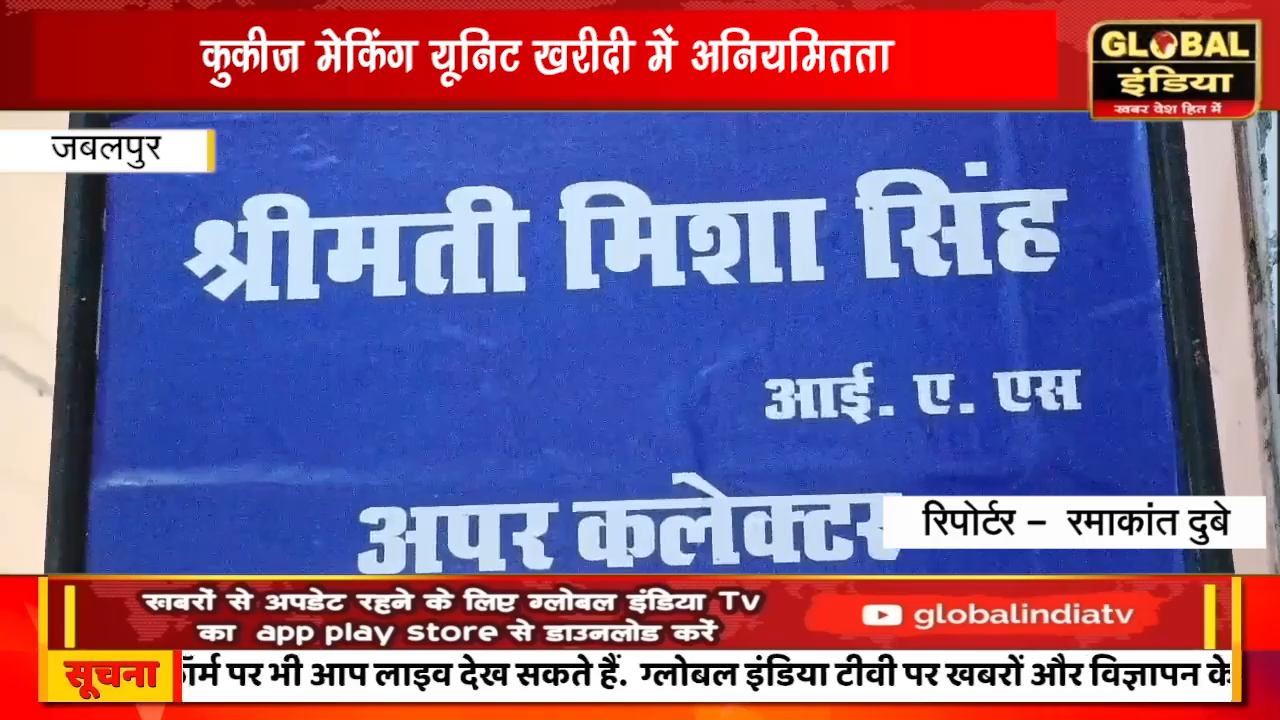 कुकीज मेकिंग यूनिट खरीदी में अनियमितता
GLOBAL
इंडिया
खबर देश हित में
जबलपुर
श्रीमती मिशा सिंह
आई. ए. एस
अपर कलेक्टर
रिपोर्टर – रमाकांत दुबे
खबरों से अपडेट रहने के लिए ग्लोबल इंडिया Tv
का app play store से डाउनलोड करें
globalindiatv
सूचना
पर भी आप लाइव देख सकते हैं. ग्लोबल इंडिया टीवी पर खबरों और विज्ञापन के